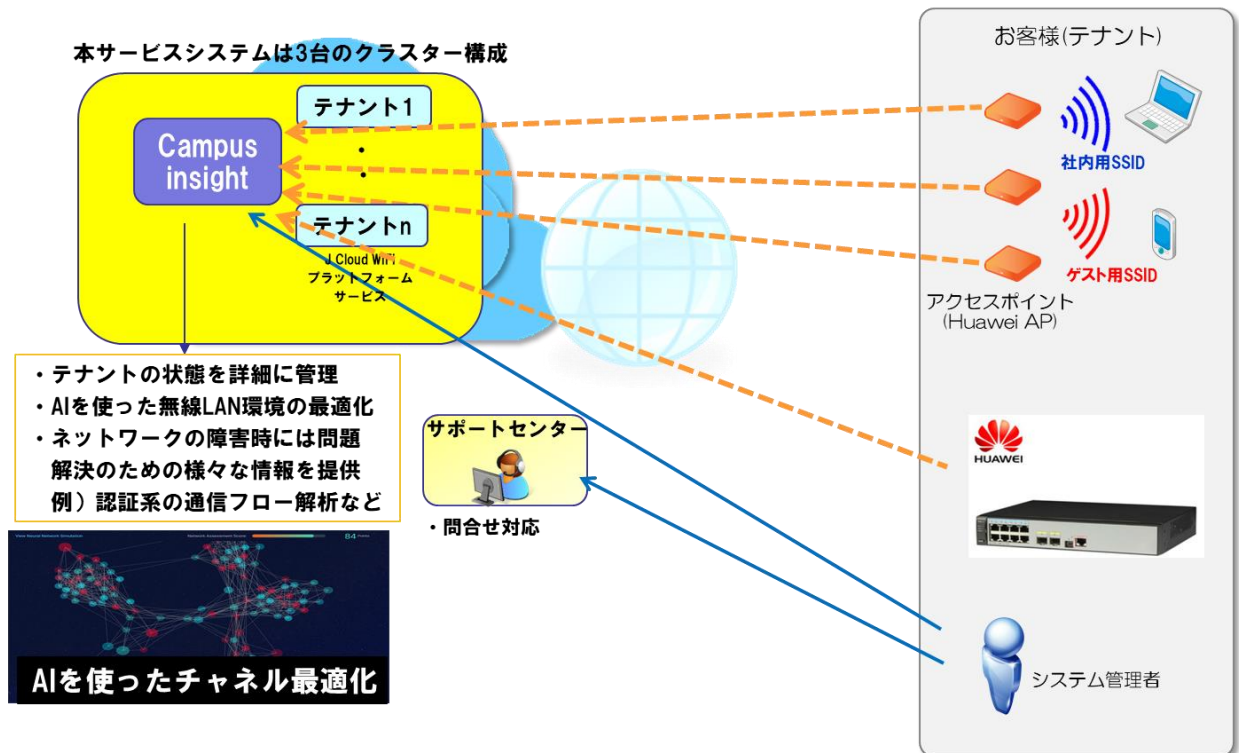 本サービスシステムは3台のクラスター構成
テナント1
・
・
Campus
insight
テナントn
J Cloud WiFi
プラットフォーム
サービス
・テナントの状態を詳細に管理
・AIを使った無線LAN環境の最適化
・ネットワークの障害時には問題
解決のための様々な情報を提供
例）認証系の通信フロー解析など
View Neural Network Simulation
Network Assessment Score
84
AIを使ったチャネル最適化
サポートセンター
・問合せ対応
お客様(テナント)
社内用SSID
ゲスト用SSID
アクセスポイント
(Huawei AP)
HUAWEI
システム管理者